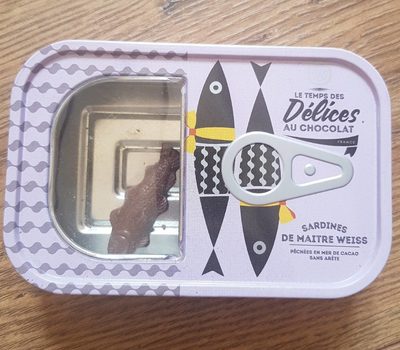 LE TEMPS DES
Délices
AU CHOCOLAT
FRANCE
SARDINES
DE MAITRE WEISS
PÊCHÉES EN MER DE CACAO
SANS ARÊTE